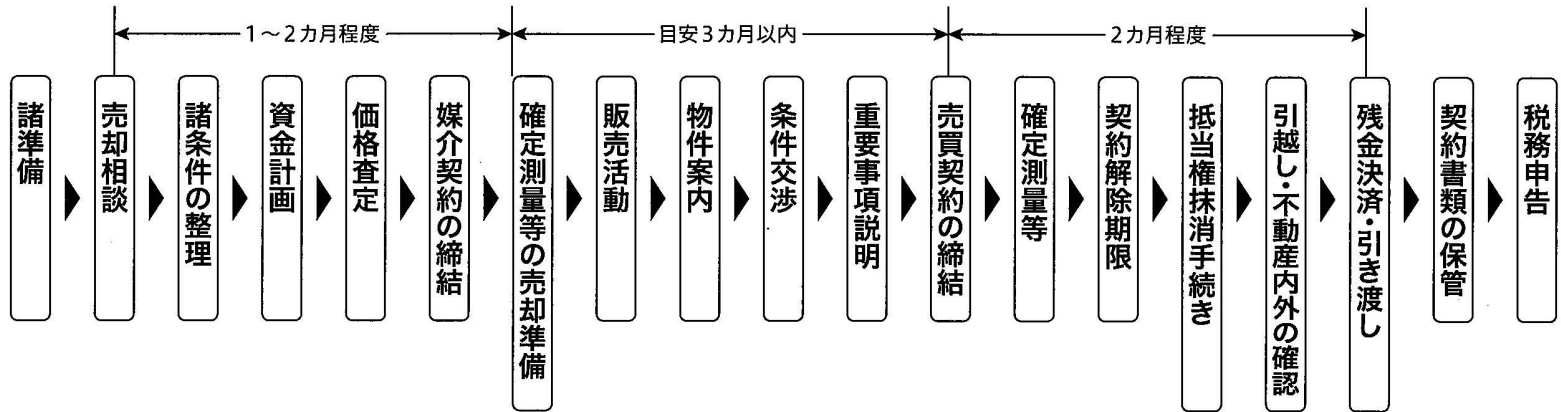 1〜2カ月程度
目安3カ月以内
2カ月程度
諸準備
売却相談
諸条件の整理
資金計画
価格査定
媒介契約の締結
確定測量等の売却準備
販売活動
物件案内
条件交渉
重要事項説明
売買契約の締結
確定測量等
契約解除期限
抵当権抹消手続き
引越し・不動産内外の確認
残金決済・引き渡し
契約書類の保管
税務申告